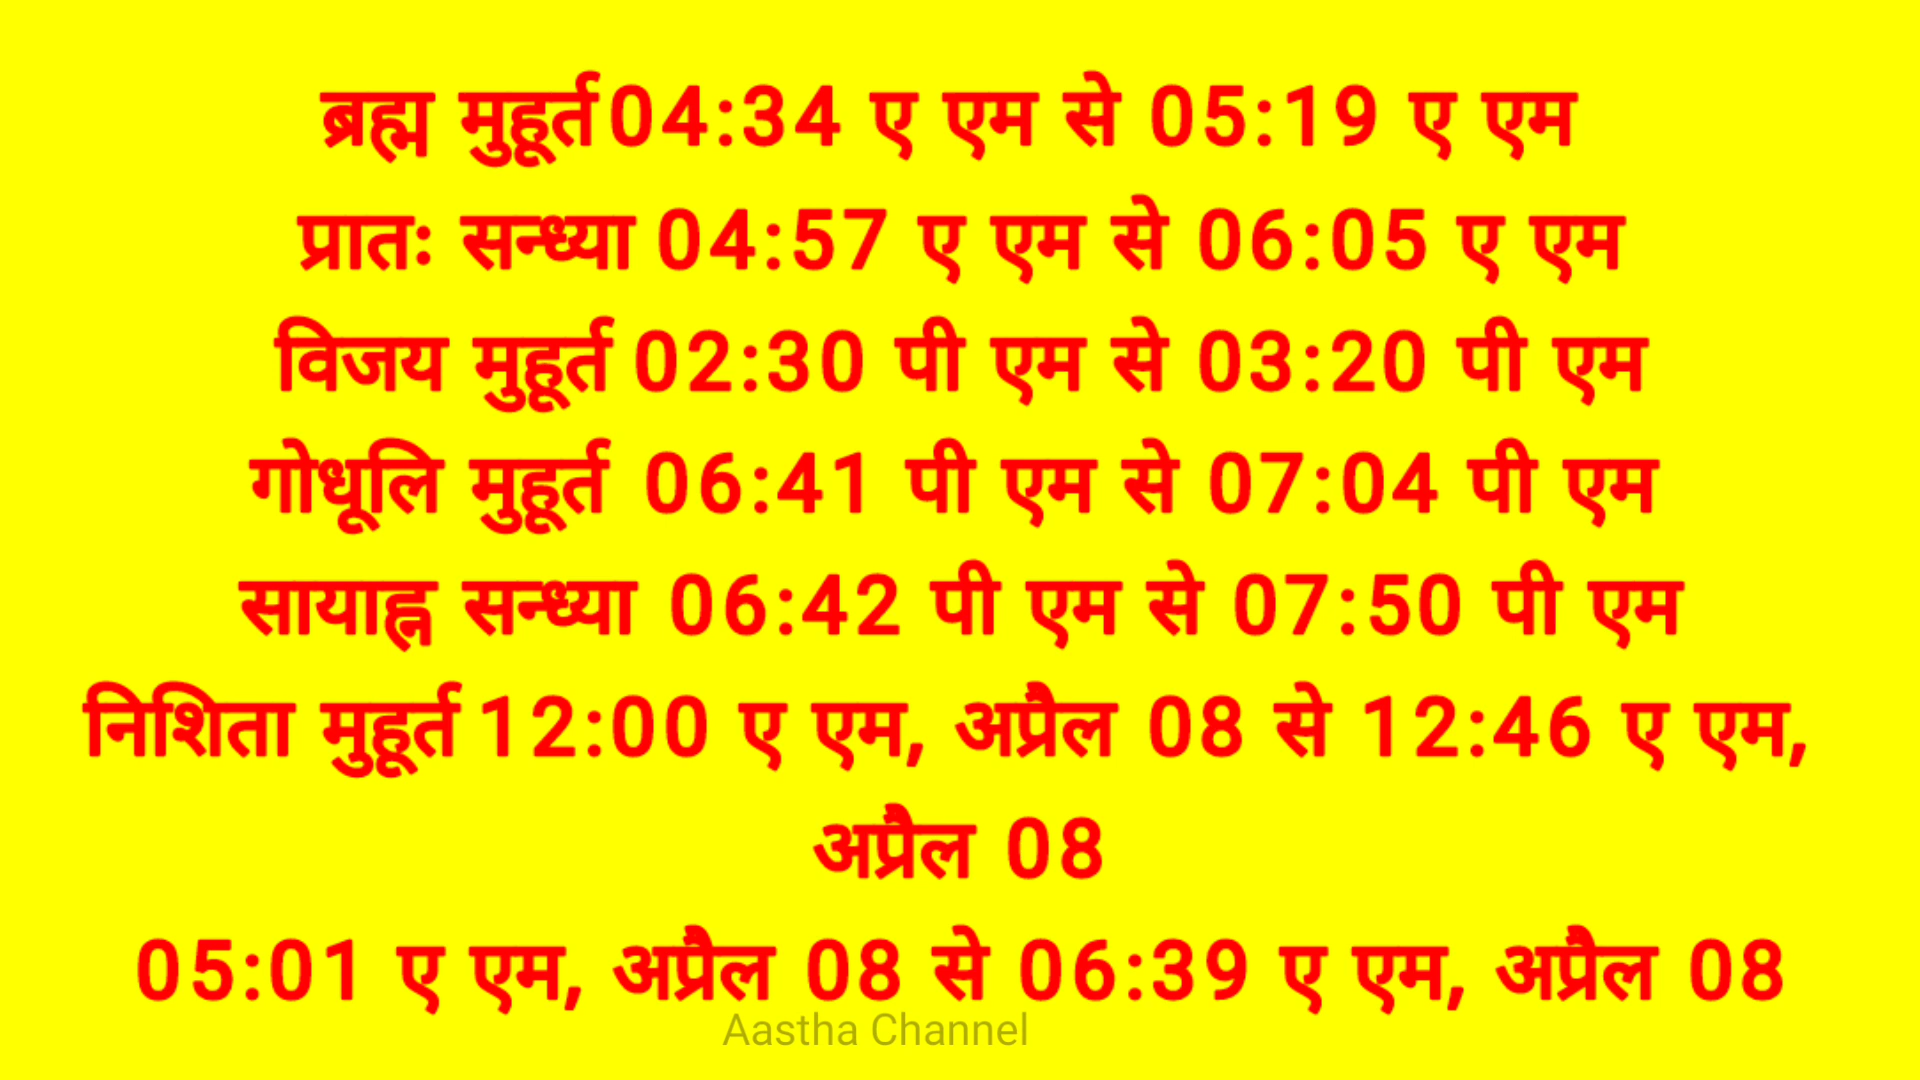 ब्रह्म मुहूर्त 04:34 ए एम से 05:19 ए एम
प्रातः सन्ध्या 04:57 ए एम से 06:05 ए एम
विजय मुहूर्त 02:30 पी एम से 03:20 पी एम
गोधूलि मुहूर्त 06:41 पी एम से 07:04 पी एम
सायाह्न सन्ध्या 06:42 पी एम से 07:50 पी एम
निशिता मुहूर्त 12:00 ए एम, अप्रैल 08 से 12:46 ए एम,
अप्रैल 08
05:01 ए एम, अप्रैल 08 से 06:39 ए एम, अप्रैल 08
Aastha Channel